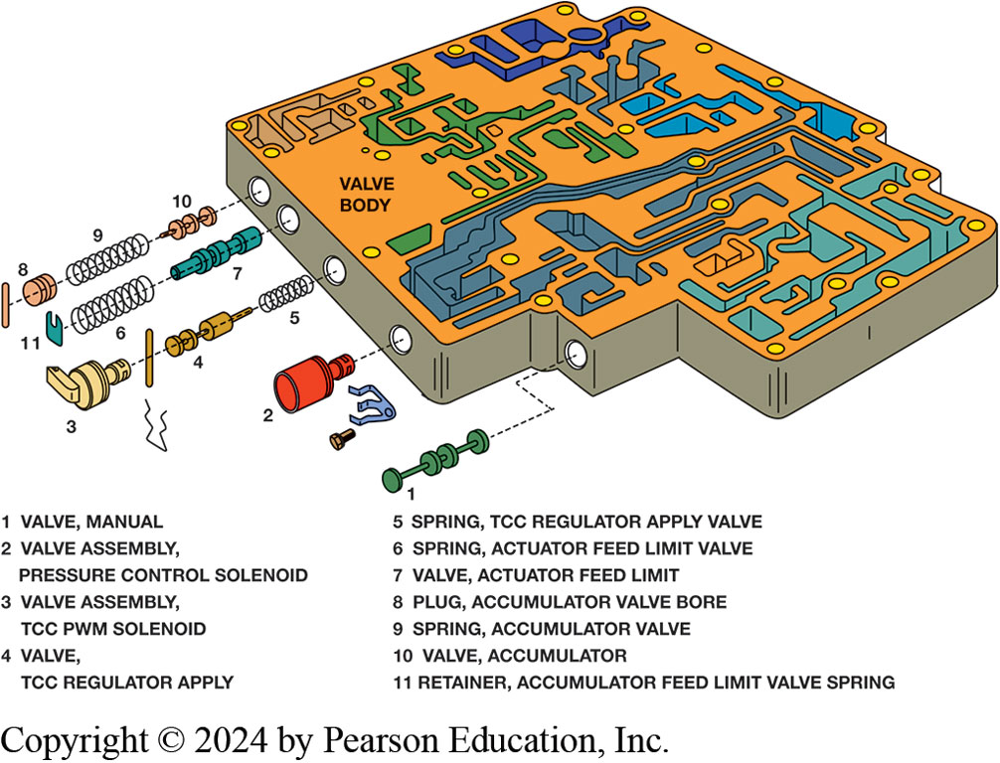 VALVE
BODY
10
9
8
7
6
11
5
4
3
2
1
1 VALVE, MANUAL
2 VALVE ASSEMBLY,
PRESSURE CONTROL SOLENOID
3 VALVE ASSEMBLY,
TCC PWM SOLENOID
4 VALVE,
TCC REGULATOR APPLY
5 SPRING, TCC REGULATOR APPLY VALVE
6 SPRING, ACTUATOR FEED LIMIT VALVE
7 VALVE, ACTUATOR FEED LIMIT
8 PLUG, ACCUMULATOR VALVE BORE
9 SPRING, ACCUMULATOR VALVE
10 VALVE, ACCUMULATOR
11 RETAINER, ACCUMULATOR FEED LIMIT VALVE SPRING
Copyright © 2024 by Pearson Education, Inc.